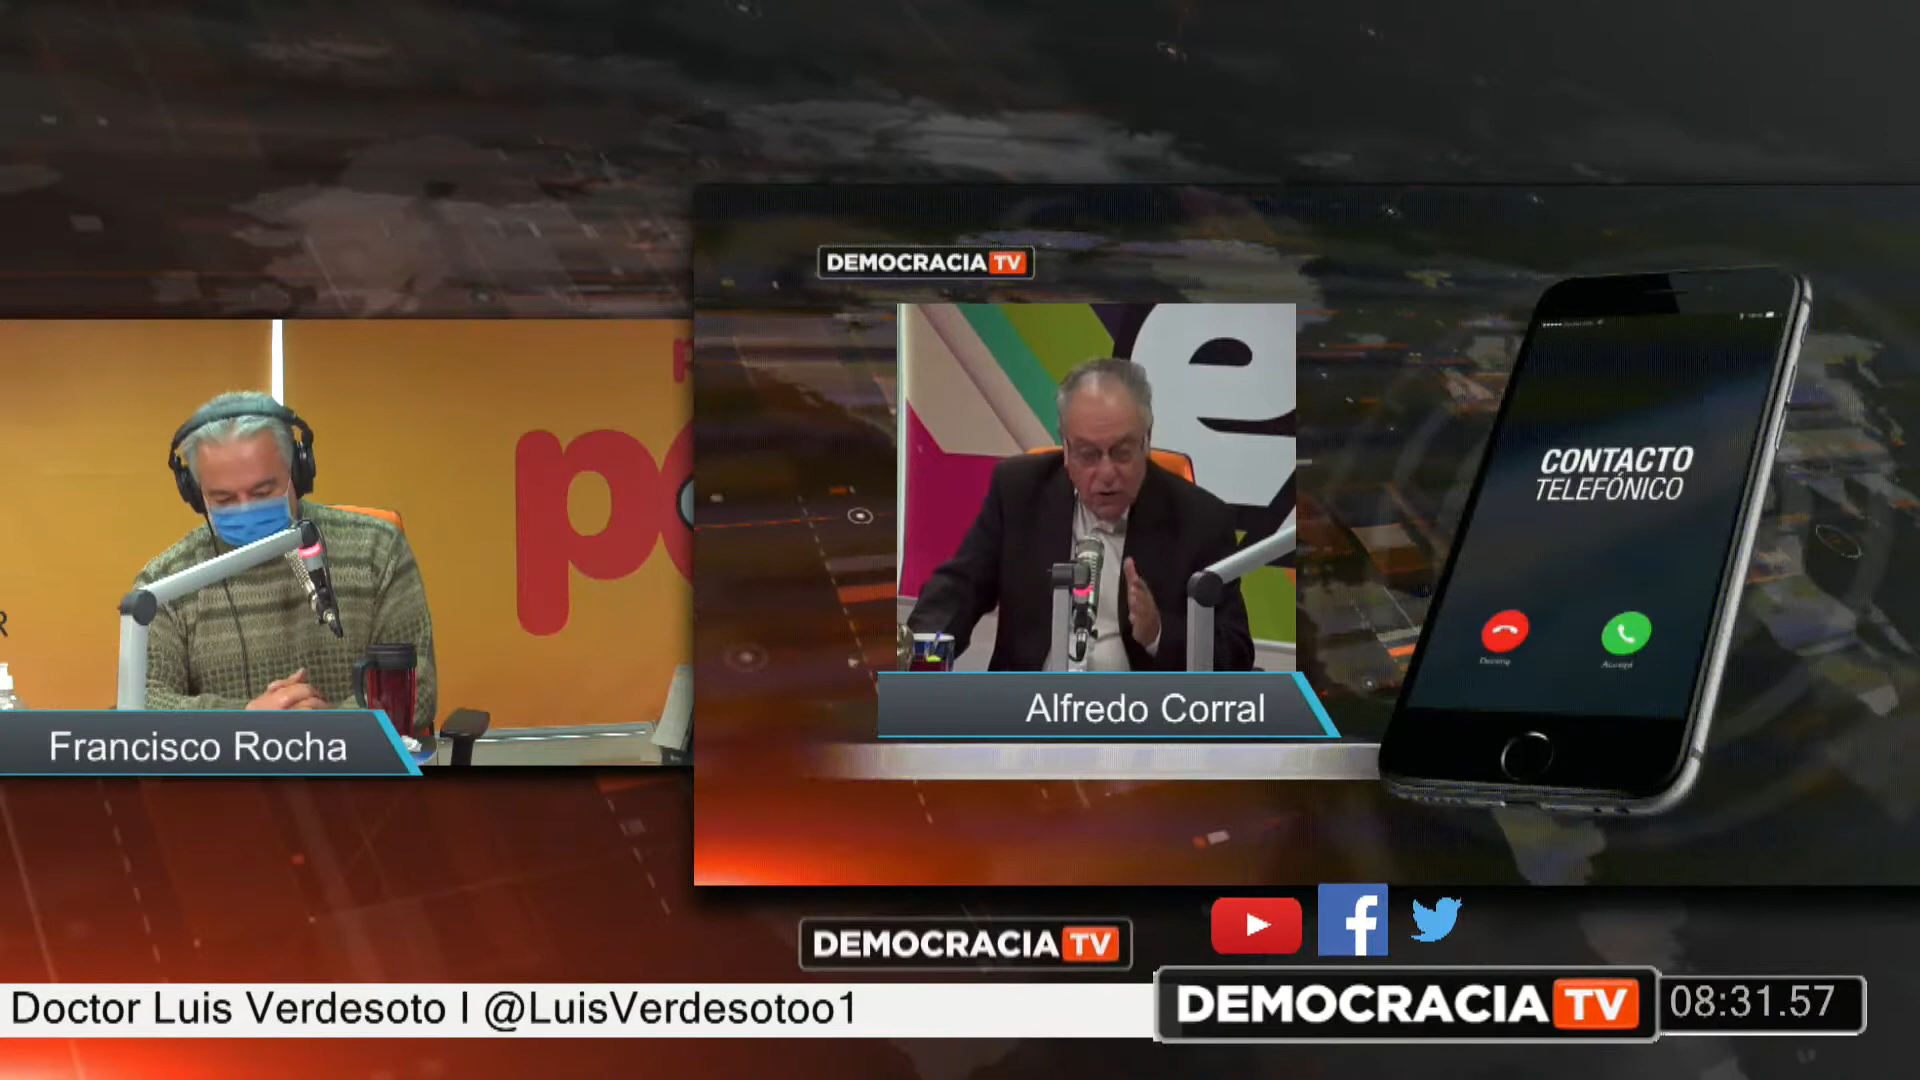 DEMOCRACIA TV
CONTACTO
TELEFÓNICO
Alfredo Corral
Francisco Rocha
DEMOCRACIA TV
Doctor Luis Verdesoto I @LuisVerdesotoo1
DEMOCRACIA TV
08:31.57